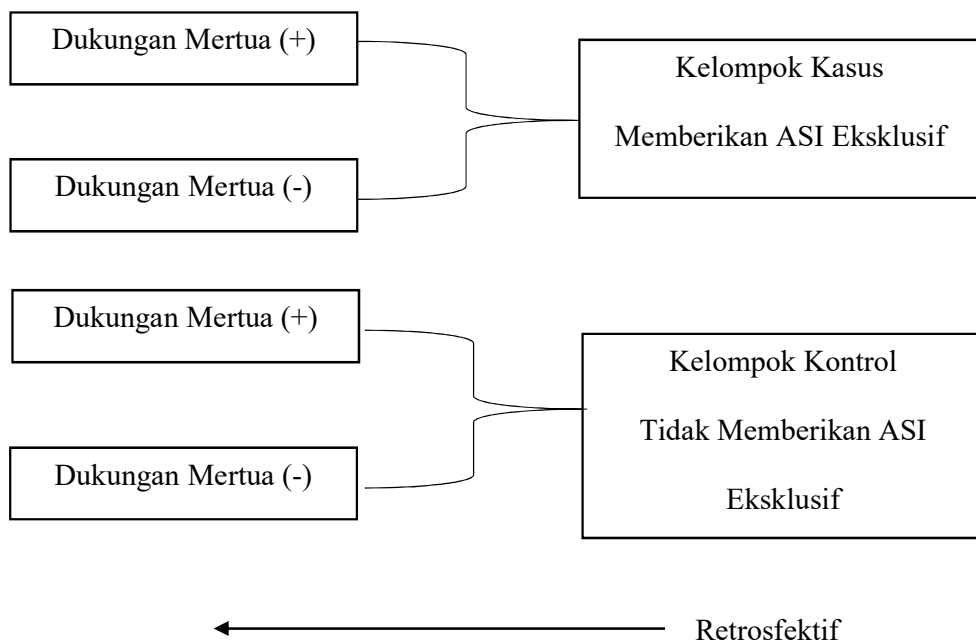 Dukungan Mertua (+)
Dukungan Mertua (-)
Kelompok Kasus
Memberikan ASI Eksklusif
Dukungan Mertua (+)
Dukungan Mertua (-)
Kelompok Kontrol
Tidak Memberikan ASI
Eksklusif
Retrosfektif